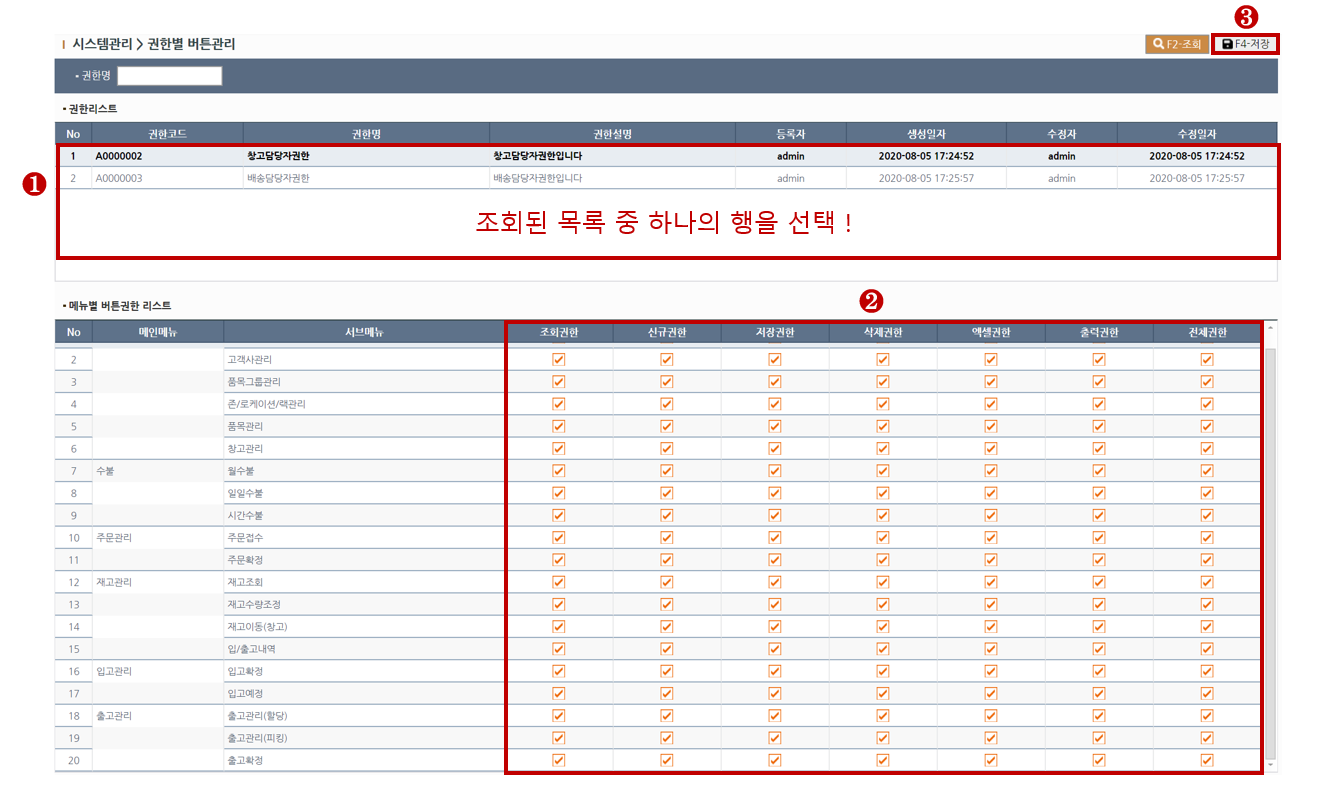 ❸
시스템관리 > 권한별 버튼관리 F2-조회 F4-저장
• 권한명
• 권한리스트
No 권한코드 권한명 권한설명 등록자 생성일자 수정자 수정일자
1 A0000002 창고담당자권한 창고담당자권한입니다 admin 2020-08-05 17:24:52 admin 2020-08-05 17:24:52
2 A0000003 배송담당자권한 배송담당자권한입니다 admin 2020-08-05 17:25:57 admin 2020-08-05 17:25:57
❶
조회된 목록 중 하나의 행을 선택 !
❷
• 메뉴별 버튼권한 리스트
No 메인메뉴 서브메뉴 조회권한 신규권한 저장권한 삭제권한 엑셀권한 출력권한 전체권한
2 고객사관리
3 품목그룹관리
4 존/로케이션/랙관리
5 품목관리
6 창고관리
7 수불 월수불
8 일일수불
9 시간수불
10 주문관리 주문접수
11 주문확정
12 재고관리 재고조회
13 재고수량조정
14 재고이동(창고)
15 입/출고내역
16 입고관리 입고확정
17 입고예정
18 출고관리 출고관리(할당)
19 출고관리(피킹)
20 출고확정